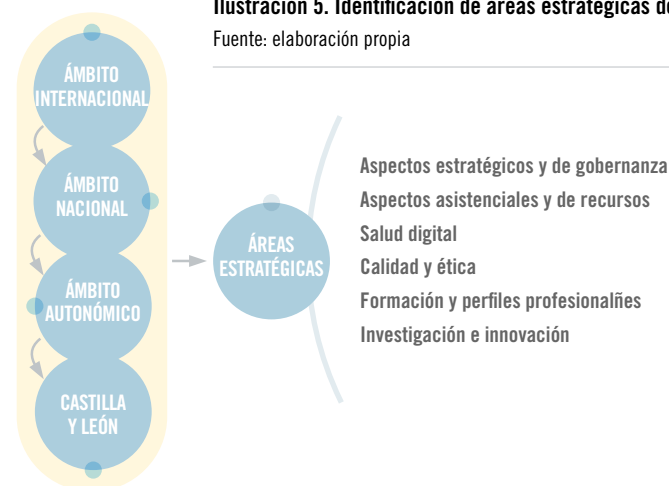 Ilustración 5. Identificación de áreas estratégicas
Fuente: elaboración propia
ÁMBITO
INTERNACIONAL
ÁMBITO
NACIONAL
ÁMBITO
AUTONÓMICO
CASTILLA
Y LEÓN
ÁREAS
ESTRATÉGICAS
Aspectos estratégicos y de gobernanza
Aspectos asistenciales y de recursos
Salud digital
Calidad y ética
Formación y perfiles profesionalñes
Investigación e innovación